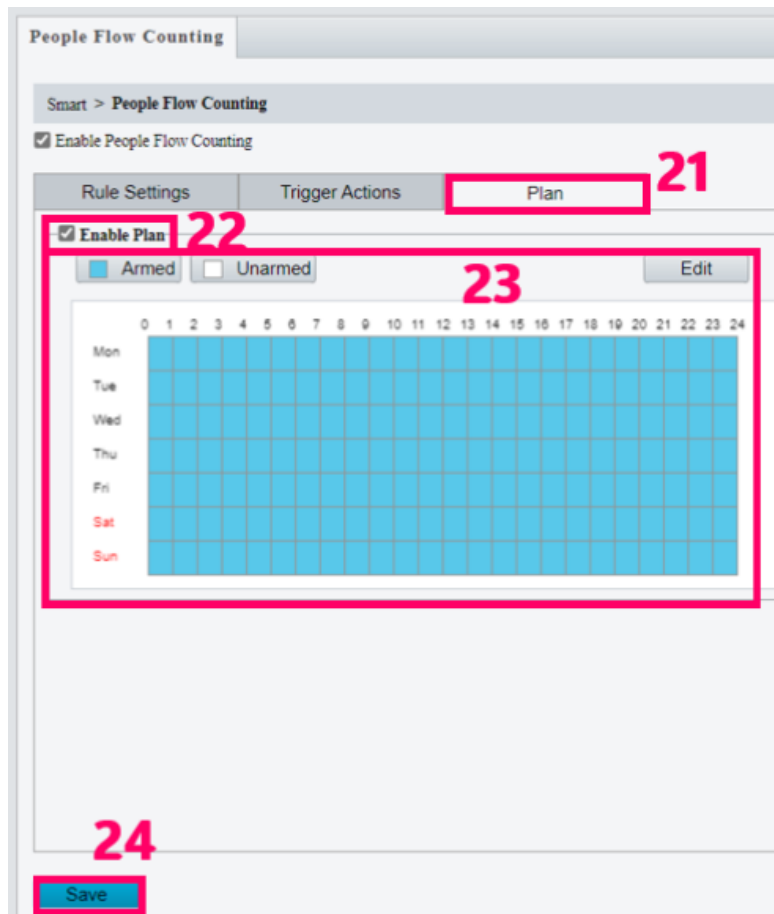 People Flow Counting
Smart > People Flow Counting
Enable People Flow Counting
21
Rule Settings Trigger Actions Plan
Enable Plan 22
Armed Unarmed 23 Edit
0 1 2 3 4 5 6 7 8 9 10 11 12 13 14 15 16 17 18 19 20 21 22 23 24
Mon
Tue
Wed
Thu
Fri
Sat
Sun
24
Save